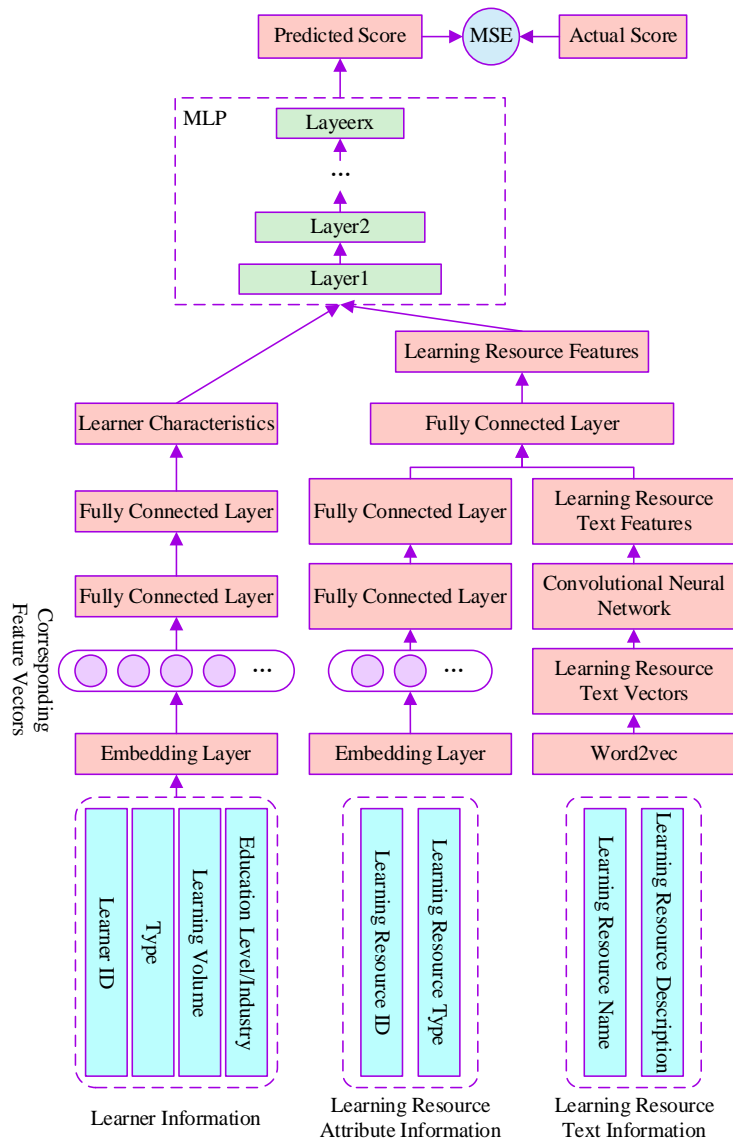 Predicted Score
MSE
Actual Score
MLP
Layeerx
...
Layer2
Layer1
Learning Resource Features
Learner Characteristics
Fully Connected Layer
Fully Connected Layer
Fully Connected Layer
Learning Resource
Text Features
Fully Connected Layer
Fully Connected Layer
Convolutional Neural
Network
Corresponding
Feature Vectors
...
...
Learning Resource
Text Vectors
Embedding Layer
Embedding Layer
Word2vec
Learner ID
Type
Learning Volume
Education Level/Industry
Learning Resource ID
Learning Resource Type
Learning Resource Name
Learning Resource Description
Learner Information
Learning Resource
Attribute Information
Learning Resource
Text Information